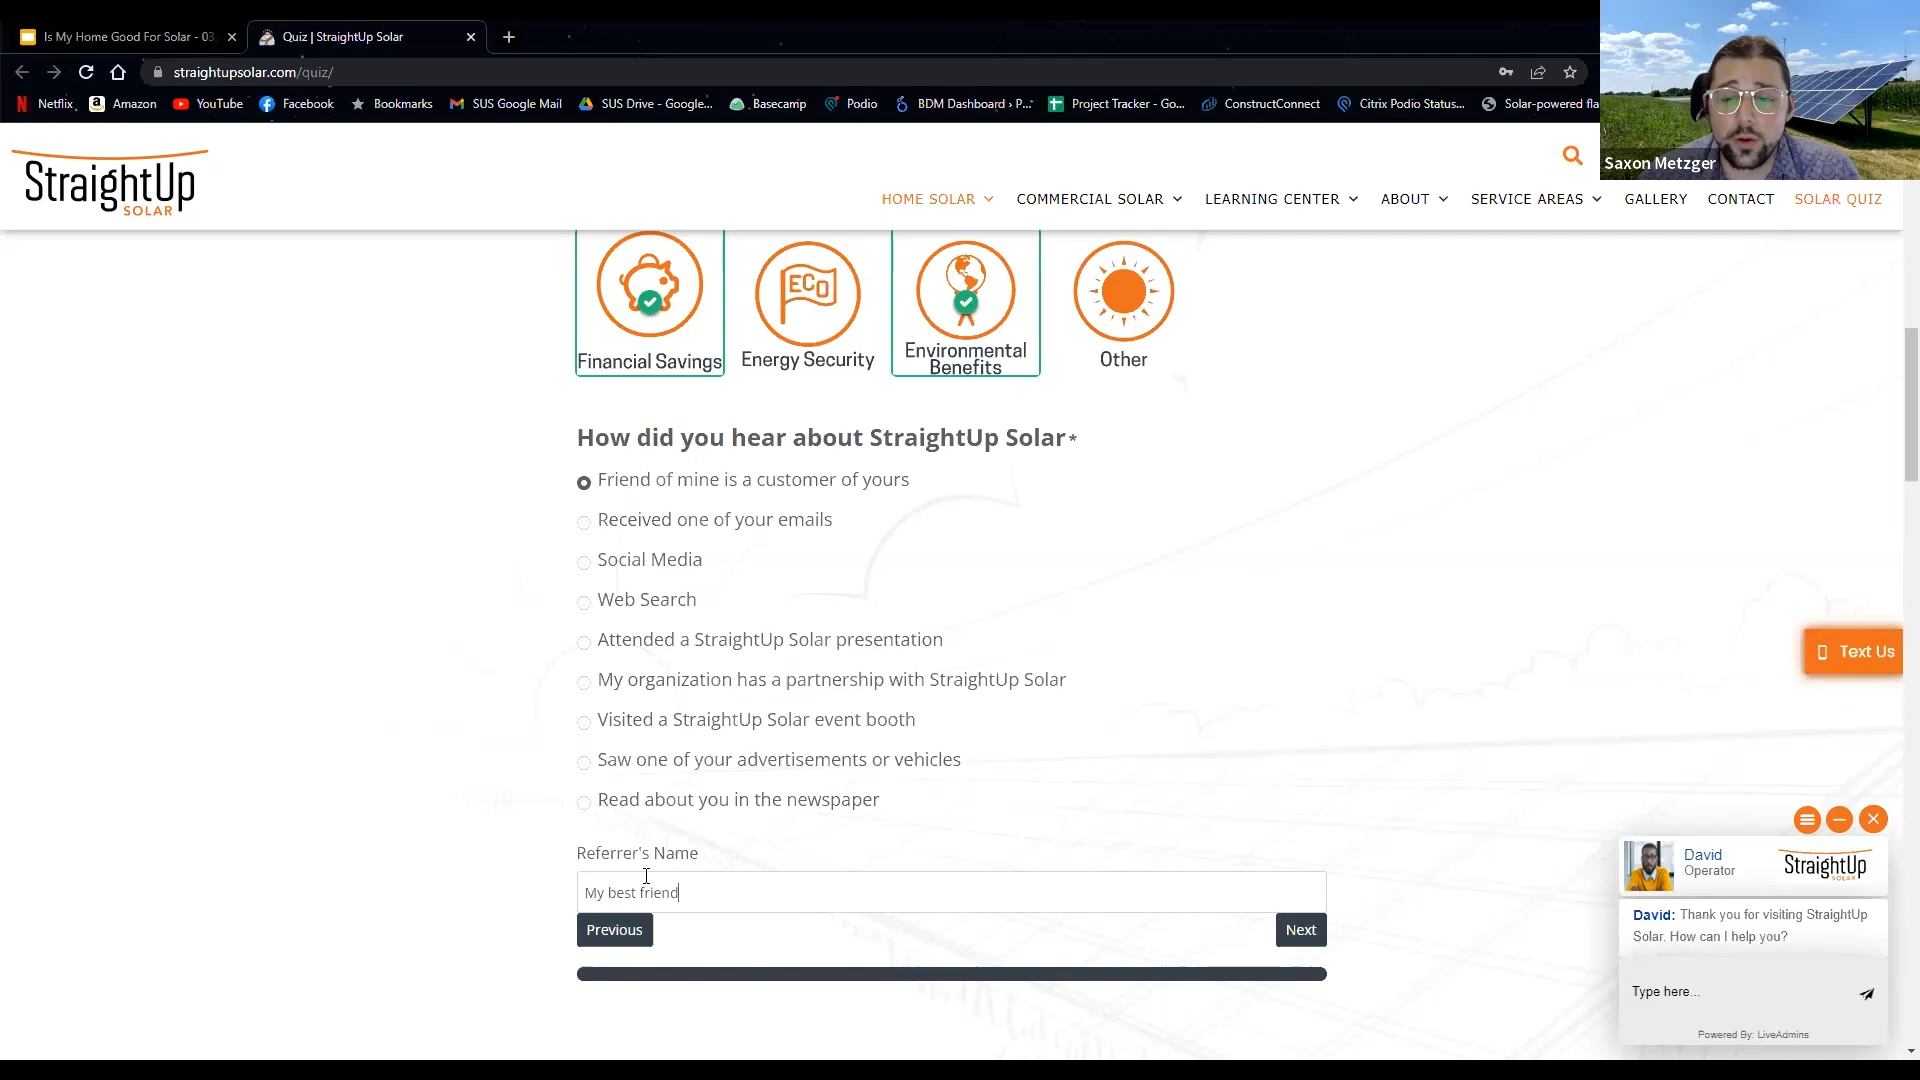 Is My Home Good For Solar - 03
Quiz | StraightUp Solar
straightupsolar.com/quiz/
Netflix
Amazon
YouTube
Facebook
Bookmarks
SUS Google Mail
SUS Drive - Google...
Basecamp
Podio
BDM Dashboard › P...
Project Tracker - Go...
ConstructConnect
Citrix Podio Status...
Solar-powered fla
Saxon Metzger
StraightUp
SOLAR
HOME SOLAR
COMMERCIAL SOLAR
LEARNING CENTER
ABOUT
SERVICE AREAS
GALLERY
CONTACT
SOLAR QUIZ
ECO
Financial Savings
Energy Security
Environmental
Benefits
Other
How did you hear about StraightUp Solar*
Friend of mine is a customer of yours
Received one of your emails
Social Media
Web Search
Attended a StraightUp Solar presentation
My organization has a partnership with StraightUp Solar
Visited a StraightUp Solar event booth
Saw one of your advertisements or vehicles
Read about you in the newspaper
Referrer's Name
My best friend
Previous
Next
Text Us
David
Operator
StraightUp
SOLAR
David: Thank you for visiting StraightUp
Solar. How can I help you?
Type here...
Powered By: LiveAdmins